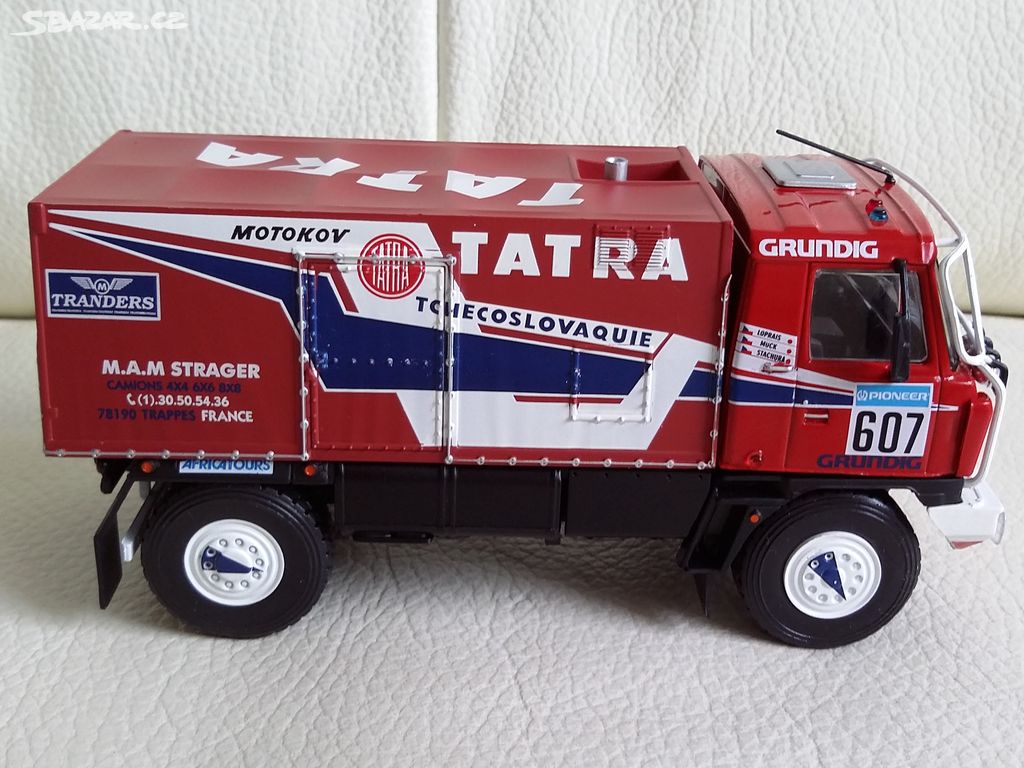 SBAZAR.CZ
TATRA
MOTOKOV
TATRA
TATRA
TCHECOSLOVAQUIE
GRUNDIG
M
TRANDERS
LOPRAIS
MUCK
STACHURA
M.A.M STRAGER
CAMIONS 4X4 6X6 8X8
(1).30.50.54.36
78190 TRAPPES FRANCE
PIONEER
607
GRUNDIG
AFRICATOURS